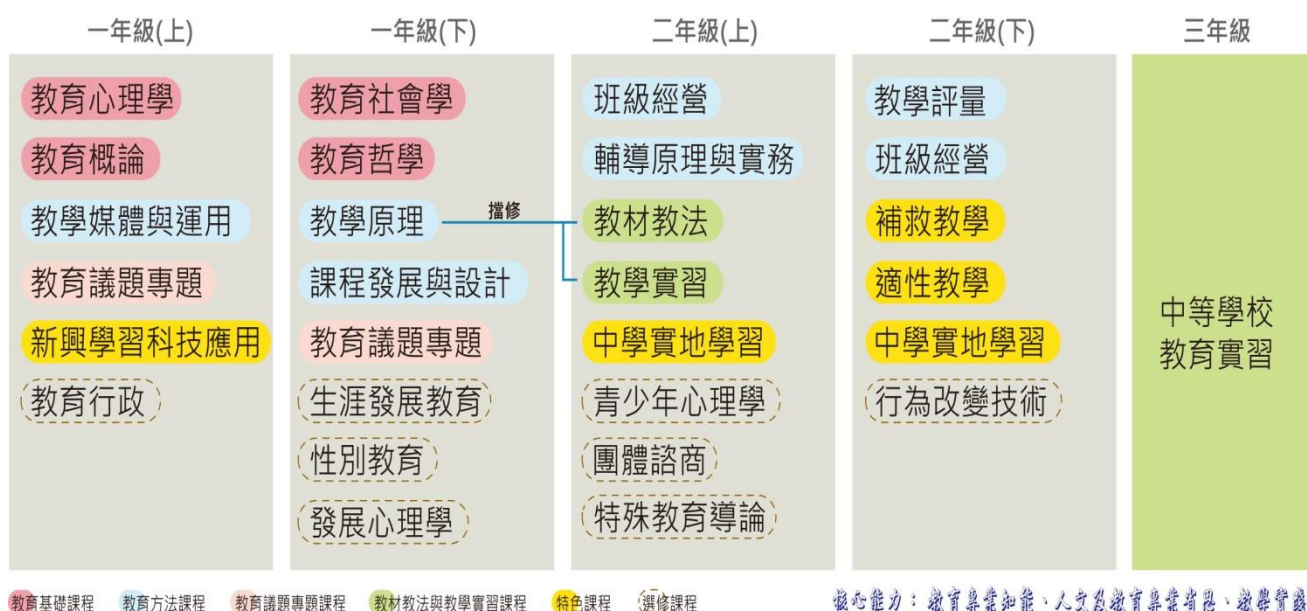 一年級(上)
教育心理學
教育概論
教學媒體與運用
教育議題專題
新興學習科技應用
教育行政
一年級(下)
教育社會學
教育哲學
教學原理
擋修
課程發展與設計
教育議題專題
生涯發展教育
性別教育
發展心理學
二年級(上)
班級經營
輔導原理與實務
教材教法
教學實習
中學實地學習
青少年心理學
團體諮商
特殊教育導論
二年級(下)
教學評量
班級經營
補救教學
適性教學
中學實地學習
行為改變技術
三年級
中等學校
教育實習
教育基礎課程 教育方法課程 教育議題專題課程 教材教法與教學實習課程 特色課程 選修課程
核心能力：教育專業知能、人文及教育專業省思、教學實務